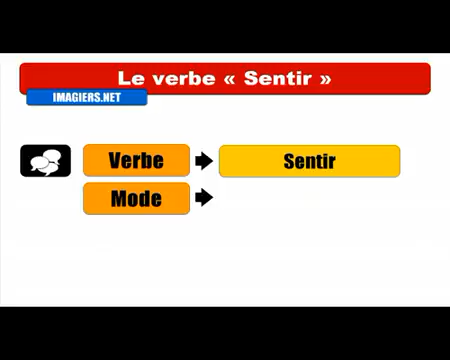 Le verbe « Sentir »
IMAGIERS.NET
Verbe Sentir
Mode